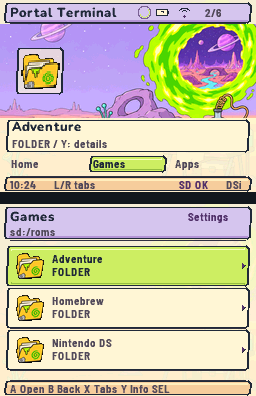 Portal Terminal 2/6
Adventure
FOLDER / Y: details
Home Games Apps
10:24 L/R tabs SD OK DSi
Games Settings
sd:/roms
Adventure
FOLDER
Homebrew
FOLDER
Nintendo DS
FOLDER
A Open B Back X Tabs Y Info SEL